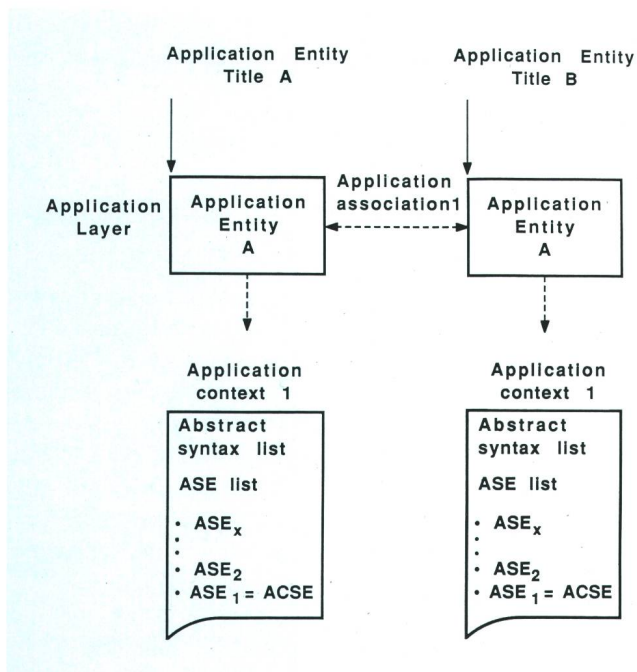 Application Entity
Title A
Application Entity
Title B
Application
Layer
Application
Entity
A
Application
association1
Application
Entity
A
Application
context 1
Abstract
syntax list
ASE list
• ASEx
•
•
• ASE2
• ASE1 = ACSE
Application
context 1
Abstract
syntax list
ASE list
• ASEx
•
•
• ASE2
• ASE1 = ACSE